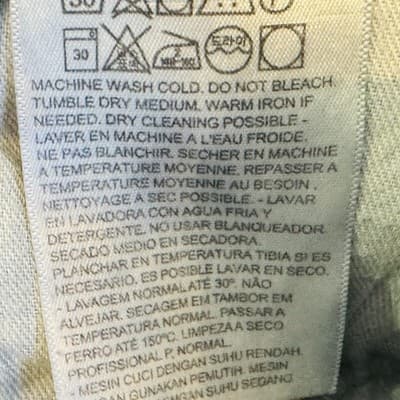 30
30 드라이
MACHINE WASH COLD. DO NOT BLEACH.
TUMBLE DRY MEDIUM. WARM IRON IF
NEEDED. DRY CLEANING POSSIBLE -
LAVER EN MACHINE A L'EAU FROIDE.
NE PAS BLANCHIR. SECHER EN MACHINE
A TEMPERATURE MOYENNE. REPASSER A
TEMPERATURE MOYENNE AU BESOIN .
NETTOYAGE A SEC POSSIBLE. - LAVAR
EN LAVADORA CON AGUA FRIA Y
DETERGENTE. NO USAR BLANQUEADOR.
SECADO MEDIO EN SECADORA.
PLANCHAR EN TEMPERATURA TIBIA SI ES
NECESARIO. ES POSIBLE LAVAR EN SECO.
- LAVAGEM NORMAL ATÉ 30º. NÃO
ALVEJAR. SECAGEM EM TAMBOR EM
TEMPERATURA NORMAL. PASSAR A
FERRO ATÉ 150ºC. LIMPEZA A SECO
PROFISSIONAL P. NORMAL.
- MESIN CUCI DENGAN SUHU RENDAH.
JANGAN GUNAKAN PEMUTIH. MESIN
DENGAN SUHU SEDANG